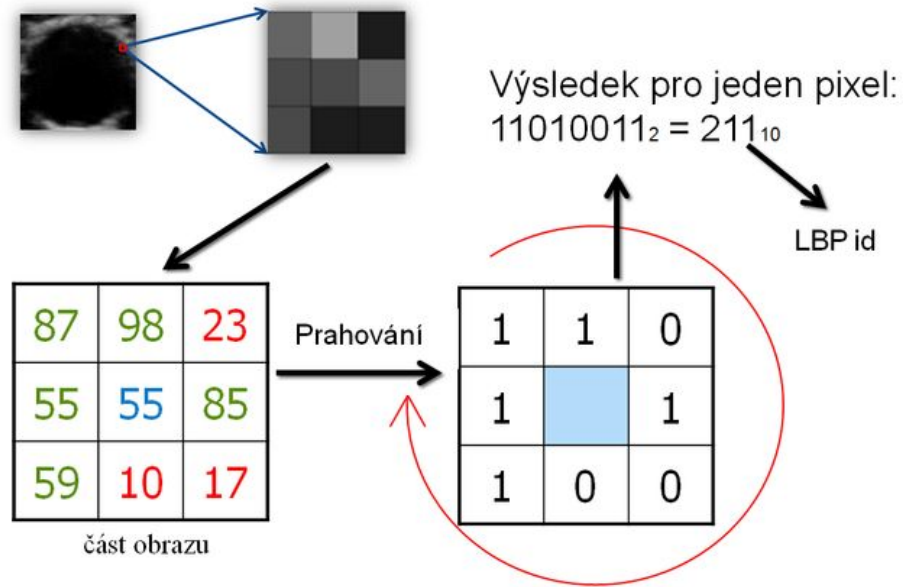 Výsledek pro jeden pixel:
11010011₂ = 211₁₀
LBP id
87 98 23
55 55 85
59 10 17
část obrazu
Prahování
1 1 0
1 1
1 0 0